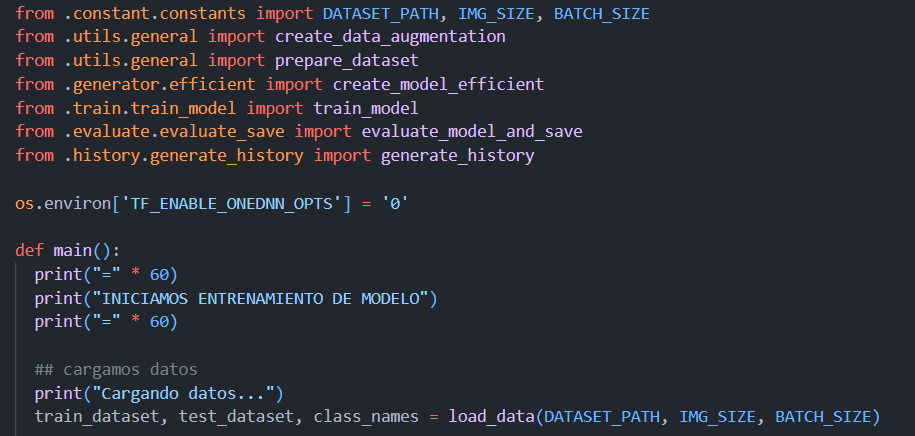 from .constant.constants import DATASET_PATH, IMG_SIZE, BATCH_SIZE
from .utils.general import create_data_augmentation
from .utils.general import prepare_dataset
from .generator.efficient import create_model_efficient
from .train.train_model import train_model
from .evaluate.evaluate_save import evaluate_model_and_save
from .history.generate_history import generate_history
os.environ['TF_ENABLE_ONEDNN_OPTS'] = '0'
def main():
print("=" * 60)
print("INICIAMOS ENTRENAMIENTO DE MODELO")
print("=" * 60)
## cargamos datos
print("Cargando datos...")
train_dataset, test_dataset, class_names = load_data(DATASET_PATH, IMG_SIZE, BATCH_SIZE)